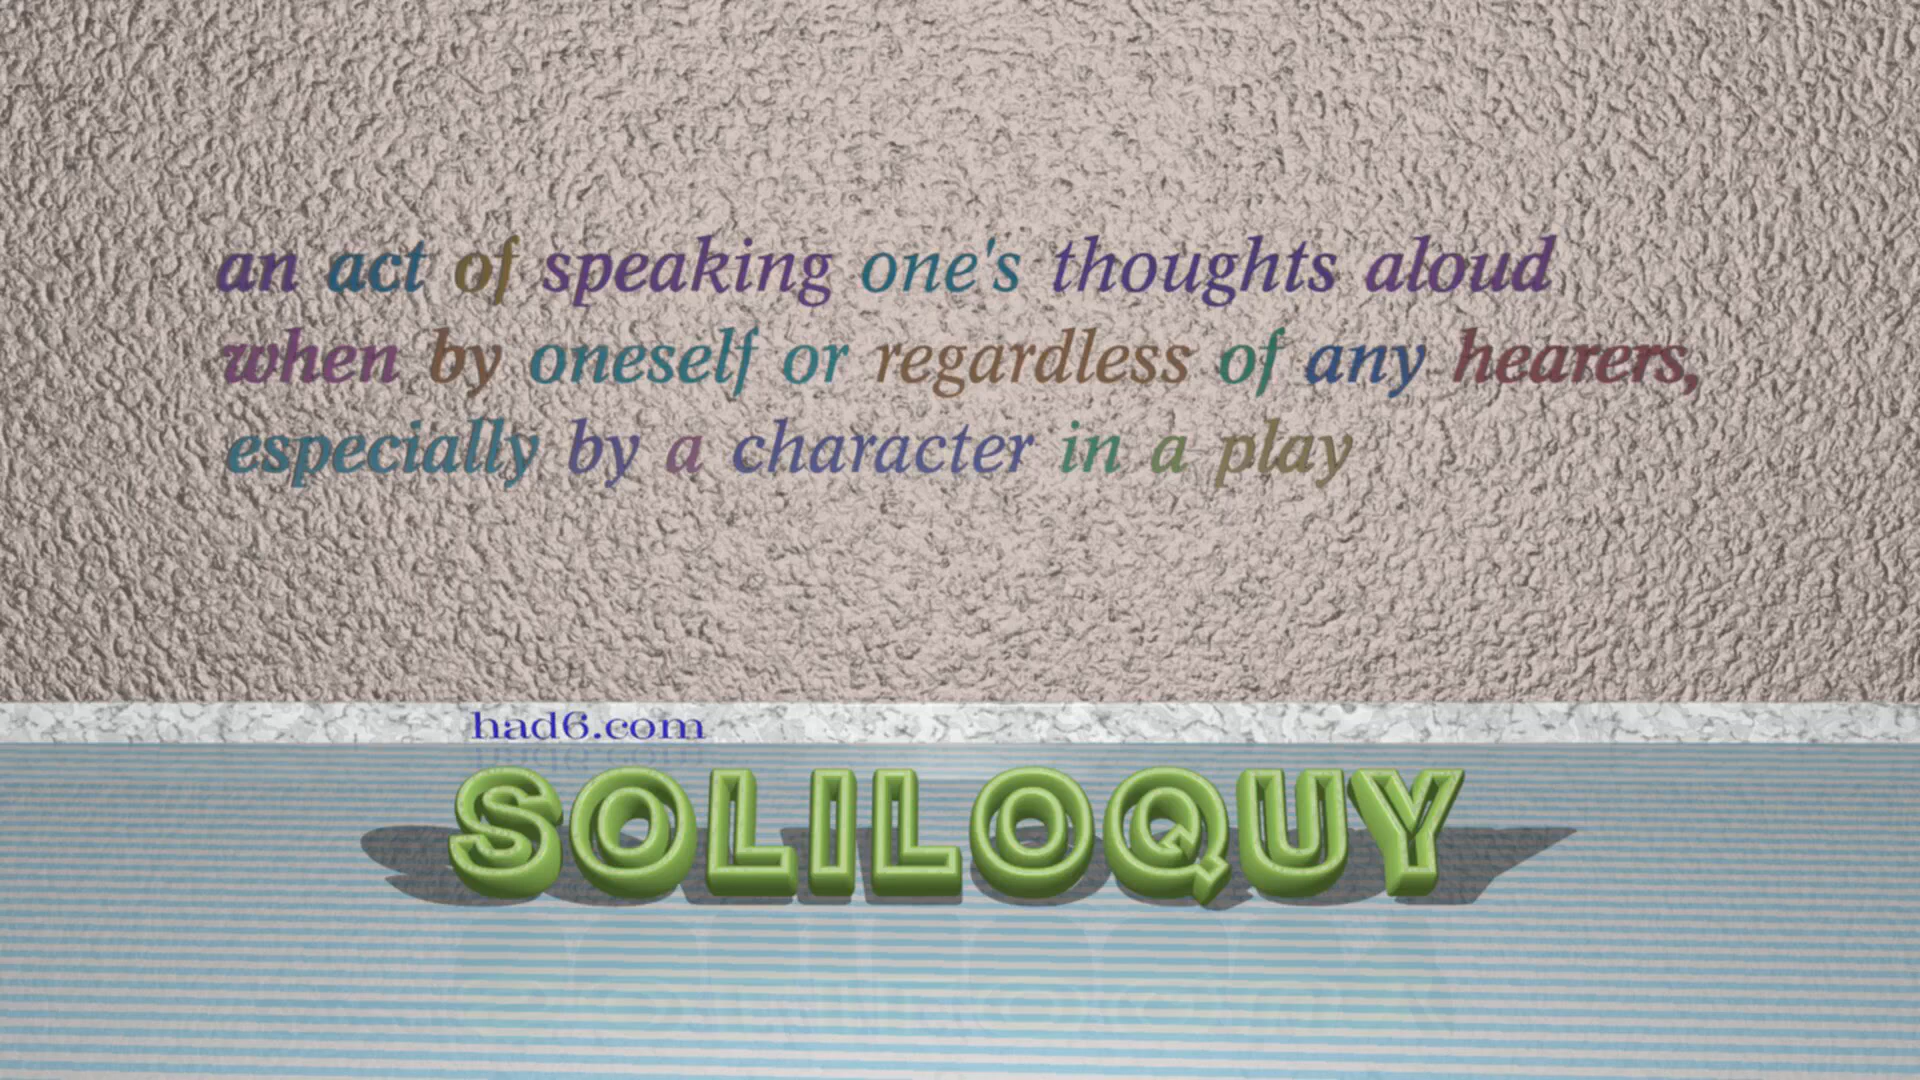 an act of speaking one's thoughts aloud
when by oneself or regardless of any hearers,
especially by a character in a play
had6.com
SOLILOQUY